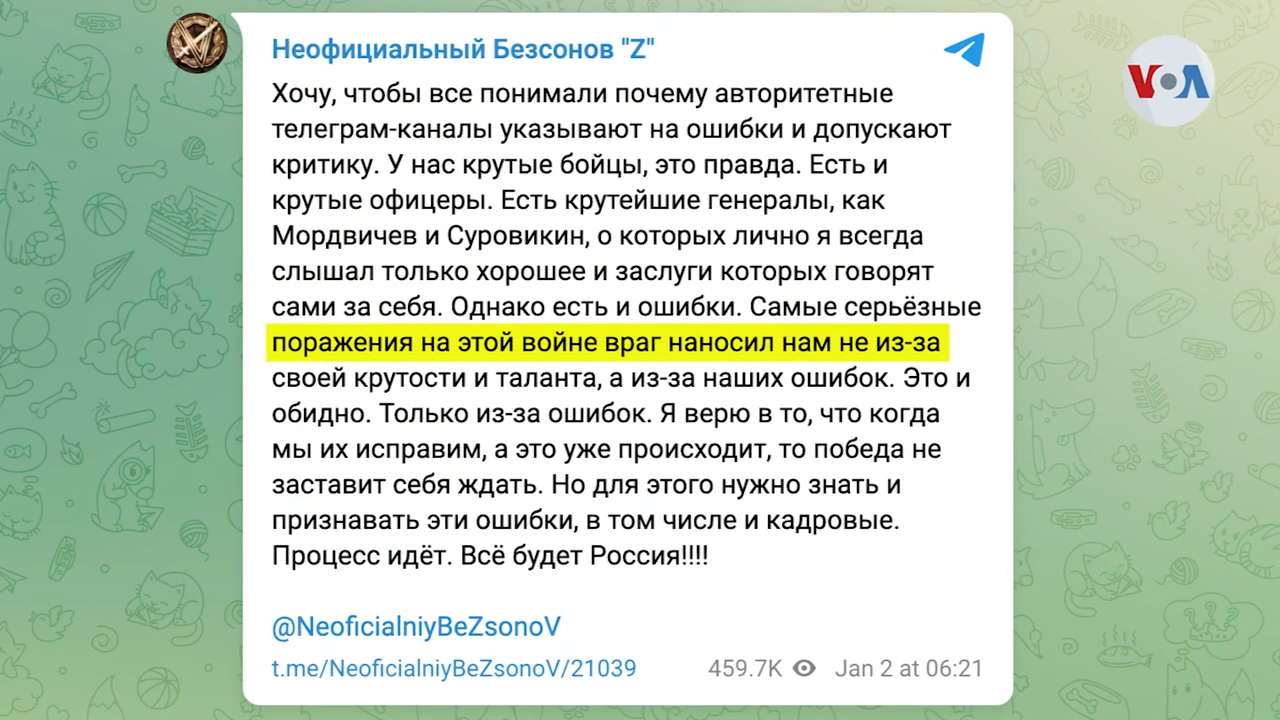 Неофициальный Безсонов "Z"
VOA
Хочу, чтобы все понимали почему авторитетные
телеграм-каналы указывают на ошибки и допускают
критику. У нас крутые бойцы, это правда. Есть и
крутые офицеры. Есть крутейшие генералы, как
Мордвичев и Суровикин, о которых лично я всегда
слышал только хорошее и заслуги которых говорят
сами за себя. Однако есть и ошибки. Самые серьёзные
поражения на этой войне враг наносил нам не из-за
своей крутости и таланта, а из-за наших ошибок. Это и
обидно. Только из-за ошибок. Я верю в то, что когда
мы их исправим, а это уже происходит, то победа не
заставит себя ждать. Но для этого нужно знать и
признавать эти ошибки, в том числе и кадровые.
Процесс идёт. Всё будет Россия!!!!
@NeoficialniyBeZsonoV
t.me/NeoficialniyBeZsonoV/21039 459.7K Jan 2 at 06:21